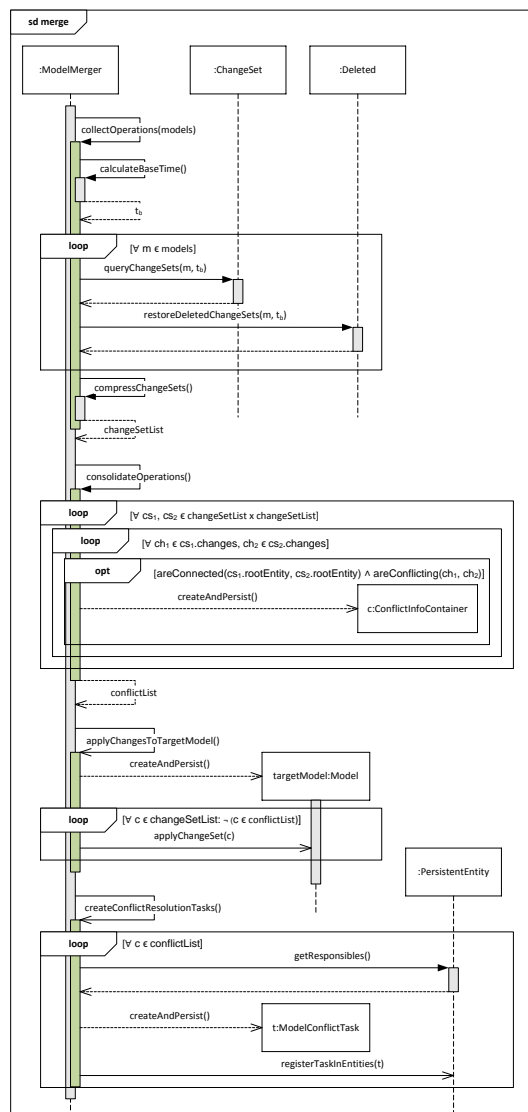 sd merge
:ModelMerger
:ChangeSet
:Deleted
collectOperations(models)
calculateBaseTime()
tb
loop
[∀ m ϵ models]
queryChangeSets(m, tb)
restoreDeletedChangeSets(m, tb)
compressChangeSets()
changeSetList
consolidateOperations()
loop
[∀ cs1, cs2 ϵ changeSetList x changeSetList]
loop
[∀ ch1 ϵ cs1.changes, ch2 ϵ cs2.changes]
opt
[areConnected(cs1.rootEntity, cs2.rootEntity) ∧ areConflicting(ch1, ch2)]
createAndPersist()
c:ConflictInfoContainer
conflictList
applyChangesToTargetModel()
createAndPersist()
targetModel:Model
loop
[∀ c ϵ changeSetList: ¬ (c ϵ conflictList)]
applyChangeSet(c)
:PersistentEntity
createConflictResolutionTasks()
loop
[∀ c ϵ conflictList]
getResponsibles()
createAndPersist()
t:ModelConflictTask
registerTaskInEntities(t)